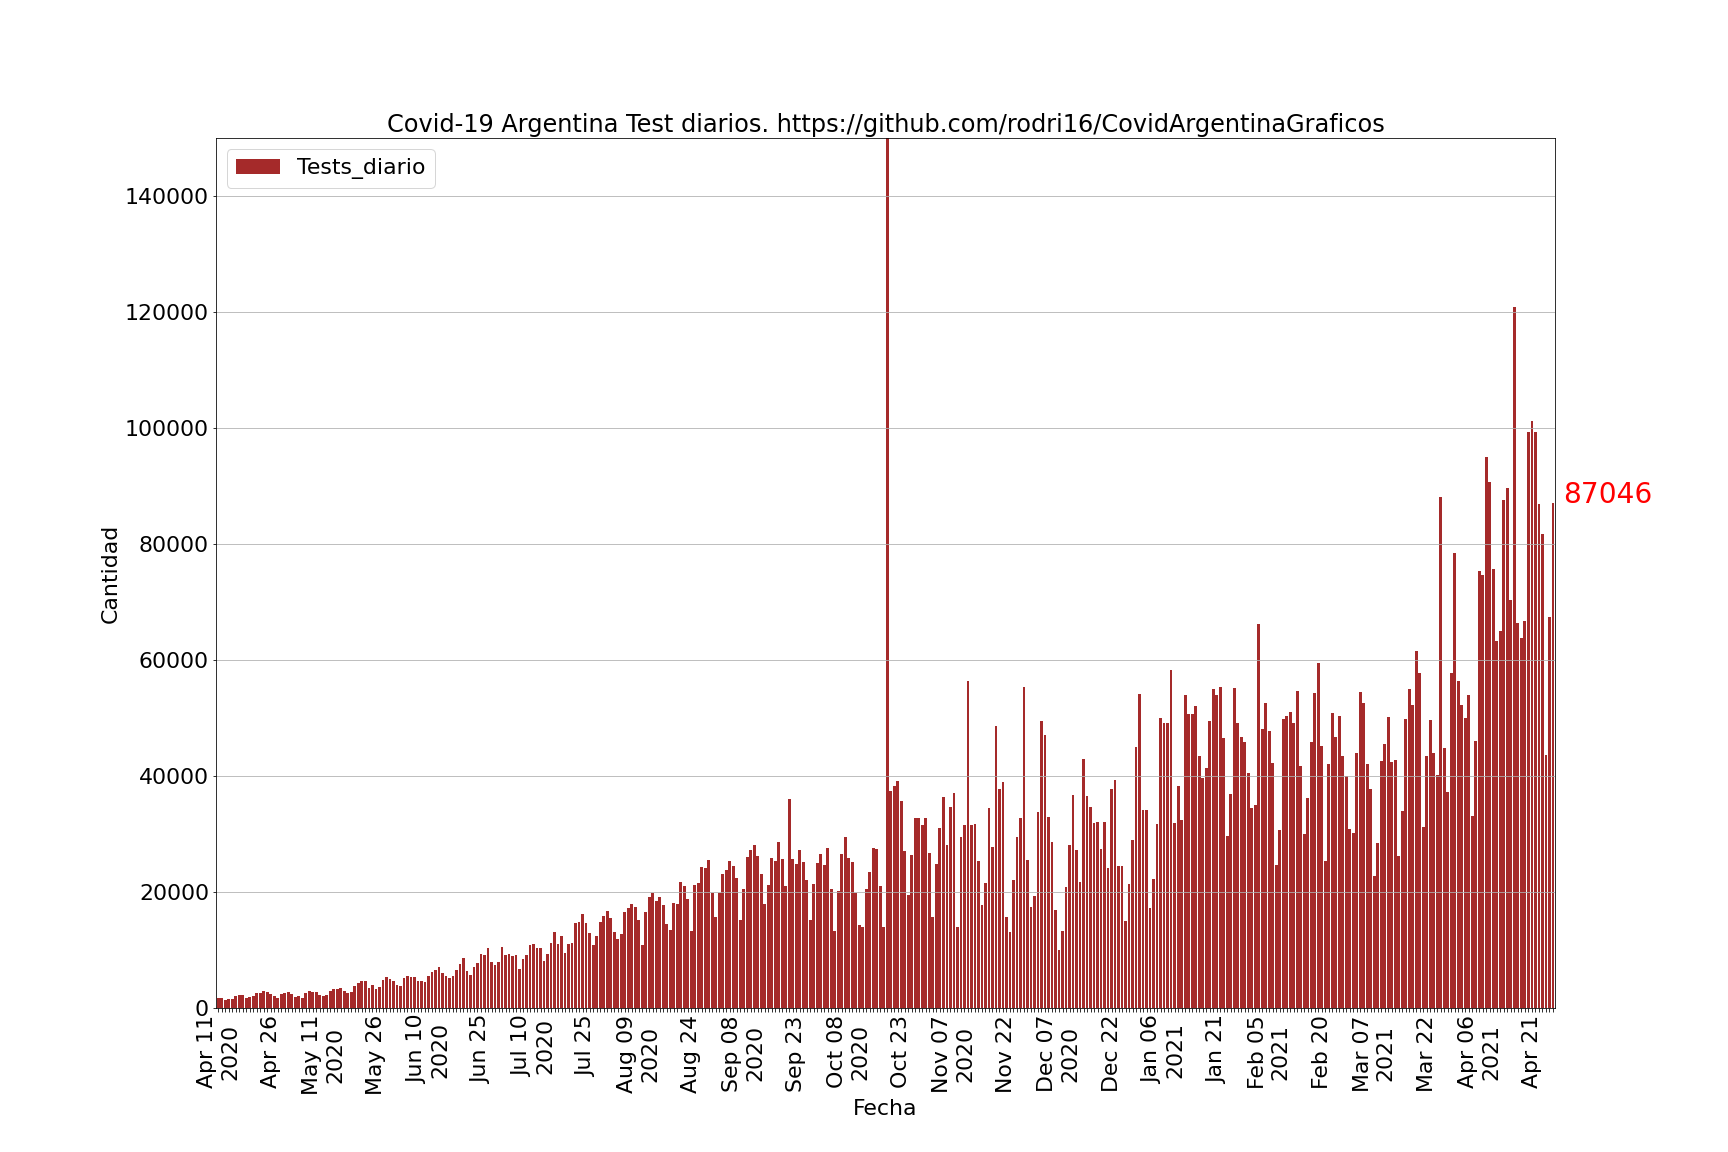 Covid-19 Argentina Test diarios. https://github.com/rodri16/CovidArgentinaGraficos
Tests_diario
140000
120000
100000
80000
60000
40000
20000
0
Cantidad
87046
Apr 11
2020
Apr 26
May 11
2020
May 26
Jun 10
2020
Jun 25
Jul 10
2020
Jul 25
Aug 09
2020
Aug 24
Sep 08
2020
Sep 23
Oct 08
2020
Oct 23
Nov 07
2020
Nov 22
Dec 07
2020
Dec 22
Jan 06
2021
Jan 21
Feb 05
2021
Feb 20
Mar 07
2021
Mar 22
Apr 06
2021
Apr 21
Fecha